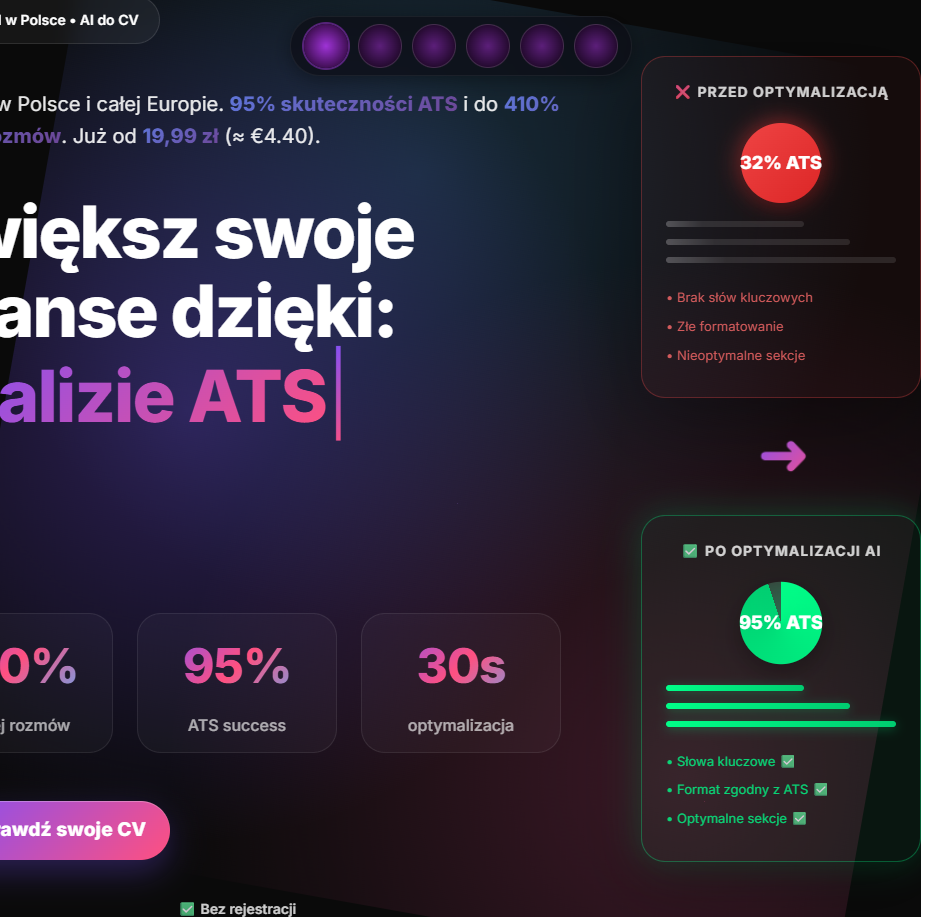 w Polsce • AI do CV
w Polsce i całej Europie. 95% skuteczności ATS i do 410%
ozmów. Już od 19,99 zł (≈ €4.40).
większ swoje
anse dzięki:
alizie ATS
0%
j rozmów
95%
ATS success
30s
optymalizacja
awdź swoje CV
✅ Bez rejestracji
❌ PRZED OPTYMALIZACJĄ
32% ATS
• Brak słów kluczowych
• Złe formatowanie
• Nieoptymalne sekcje
➜
✅ PO OPTYMALIZACJI AI
95% ATS
• Słowa kluczowe ✅
• Format zgodny z ATS ✅
• Optymalne sekcje ✅